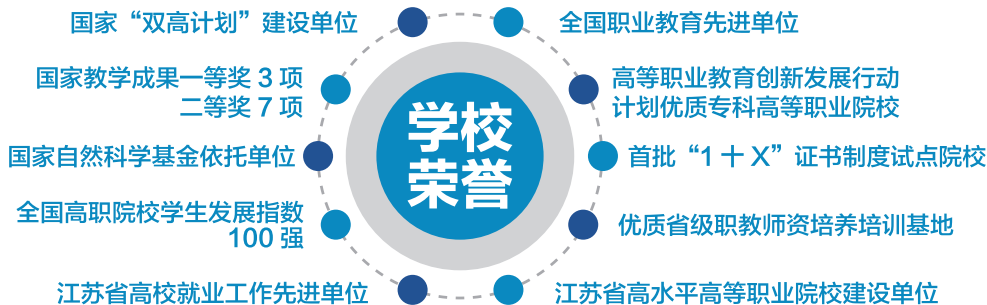 国家“双高计划”建设单位
国家教学成果一等奖 3 项
二等奖 7 项
国家自然科学基金依托单位
全国高职院校学生发展指数
100 强
江苏省高校就业工作先进单位
学校
荣誉
全国职业教育先进单位
高等职业教育创新发展行动
计划优质专科高等职业院校
首批“1 十 X”证书制度试点院校
优质省级职教师资培养培训基地
江苏省高水平高等职业院校建设单位